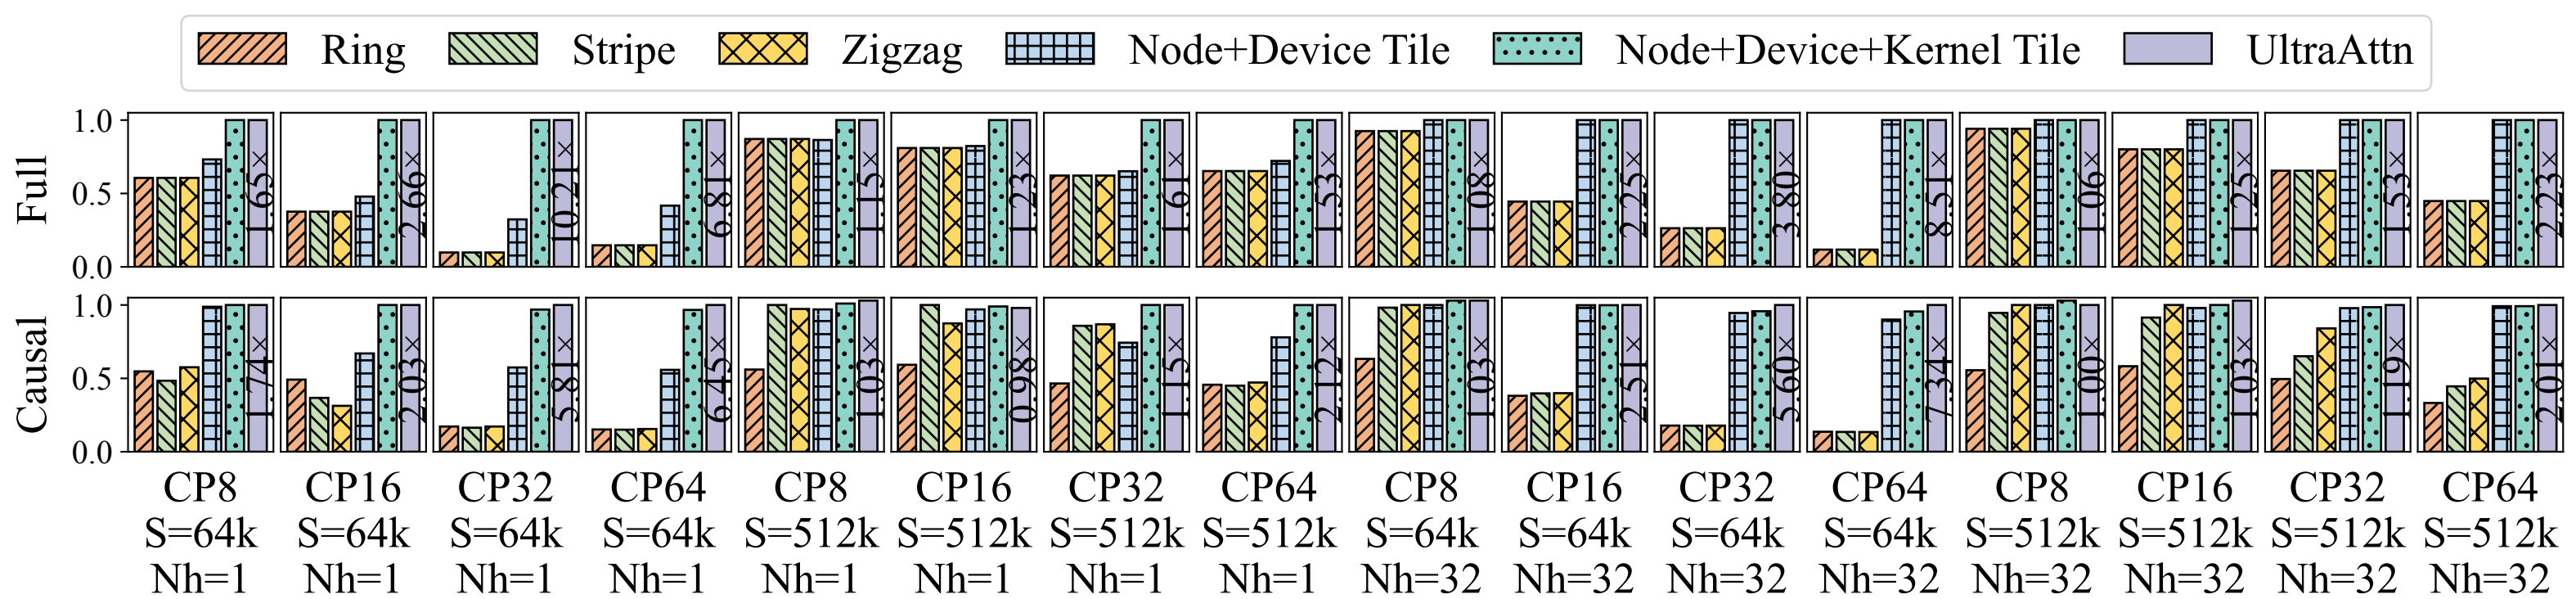 Ring Stripe Zigzag Node+Device Tile Node+Device+Kernel Tile UltraAttn
Full
1.0
0.5
0.0
1.65× 2.66× 10.21× 6.81× 1.15× 1.23× 1.61× 1.53× 1.08× 2.25× 3.80× 8.51× 1.06× 1.25× 1.53× 2.23×
Causal
1.0
0.5
0.0
1.74× 2.03× 5.81× 6.45× 1.03× 0.98× 1.15× 2.12× 1.03× 2.51× 5.60× 7.34× 1.00× 1.03× 1.19× 2.01×
CP8 CP16 CP32 CP64 CP8 CP16 CP32 CP64 CP8 CP16 CP32 CP64 CP8 CP16 CP32 CP64
S=64k S=64k S=64k S=64k S=512k S=512k S=512k S=512k S=64k S=64k S=64k S=64k S=512k S=512k S=512k S=512k
Nh=1 Nh=1 Nh=1 Nh=1 Nh=1 Nh=1 Nh=1 Nh=1 Nh=32 Nh=32 Nh=32 Nh=32 Nh=32 Nh=32 Nh=32 Nh=32